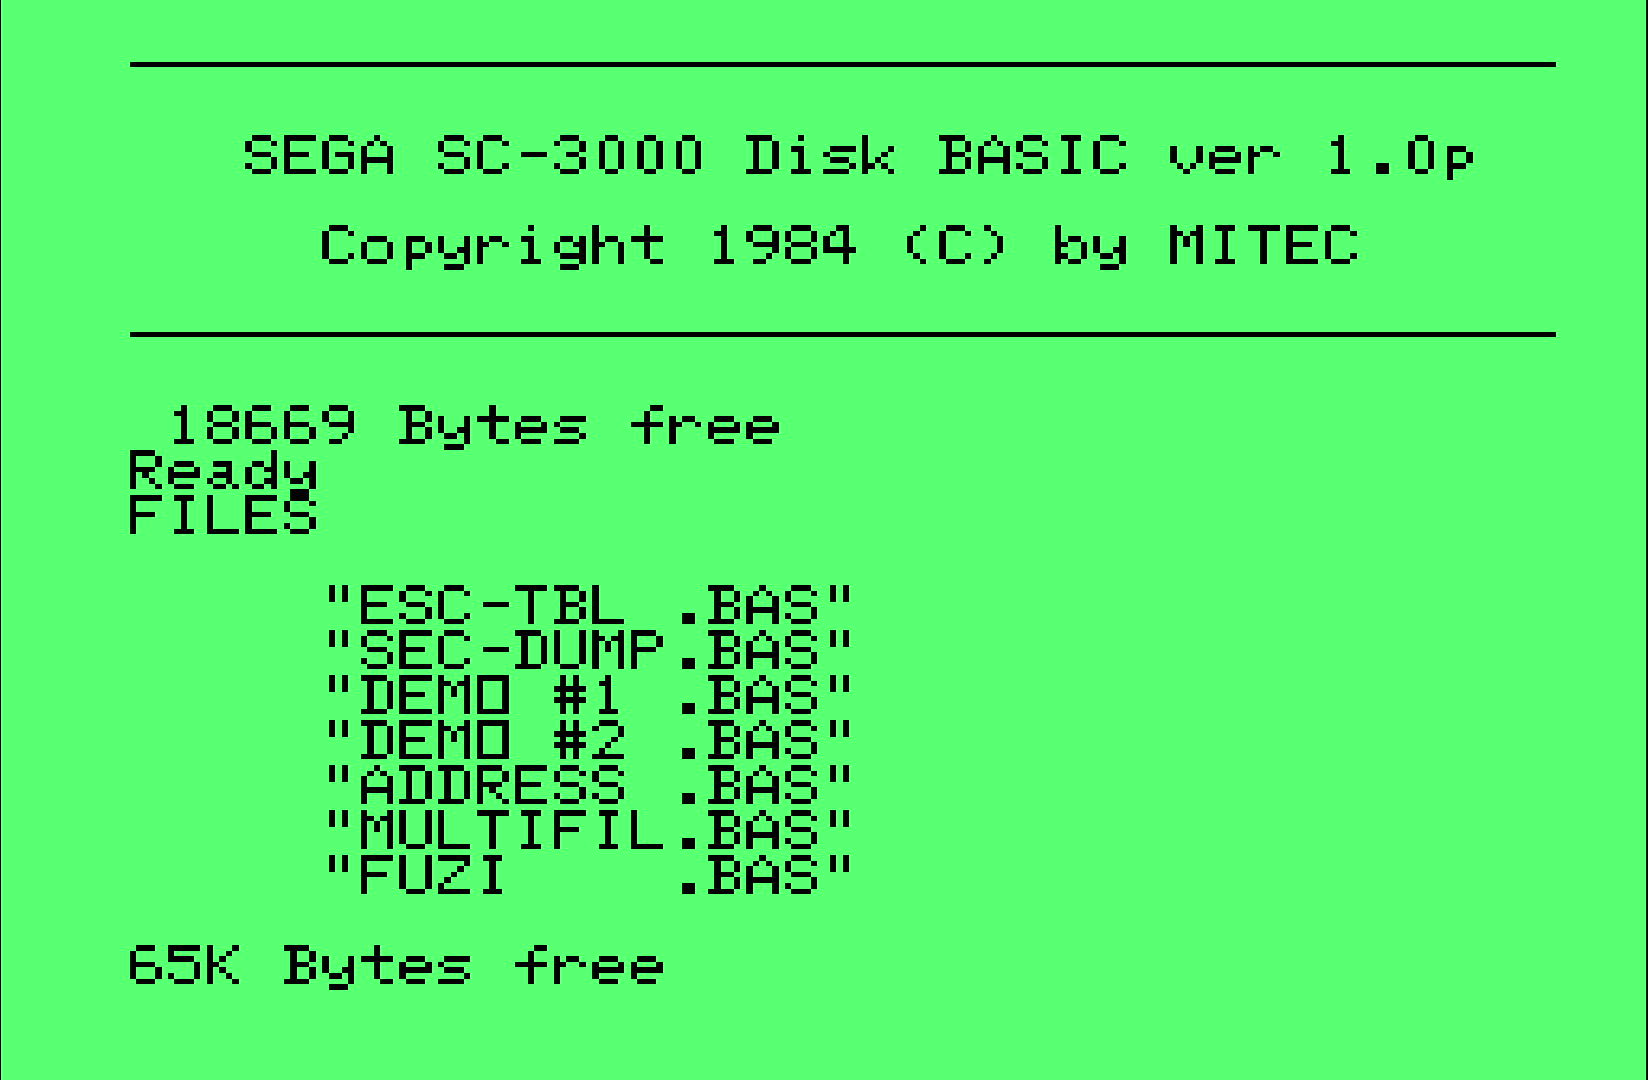 SEGA SC-3000 Disk BASIC ver 1.0p
Copyright 1984 (C) by MITEC
18669 Bytes free
Ready
FILES
"ESC-TBL .BAS"
"SEC-DUMP.BAS"
"DEMO #1 .BAS"
"DEMO #2 .BAS"
"ADDRESS .BAS"
"MULTIFIL.BAS"
"FUZI    .BAS"
65K Bytes free